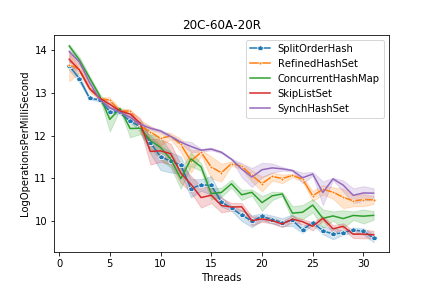 20C-60A-20R
LogOperationsPerMilliSecond
14
13
12
11
10
SplitOrderHash
RefinedHashSet
ConcurrentHashMap
SkipListSet
SynchHashSet
0 5 10 15 20 25 30
Threads